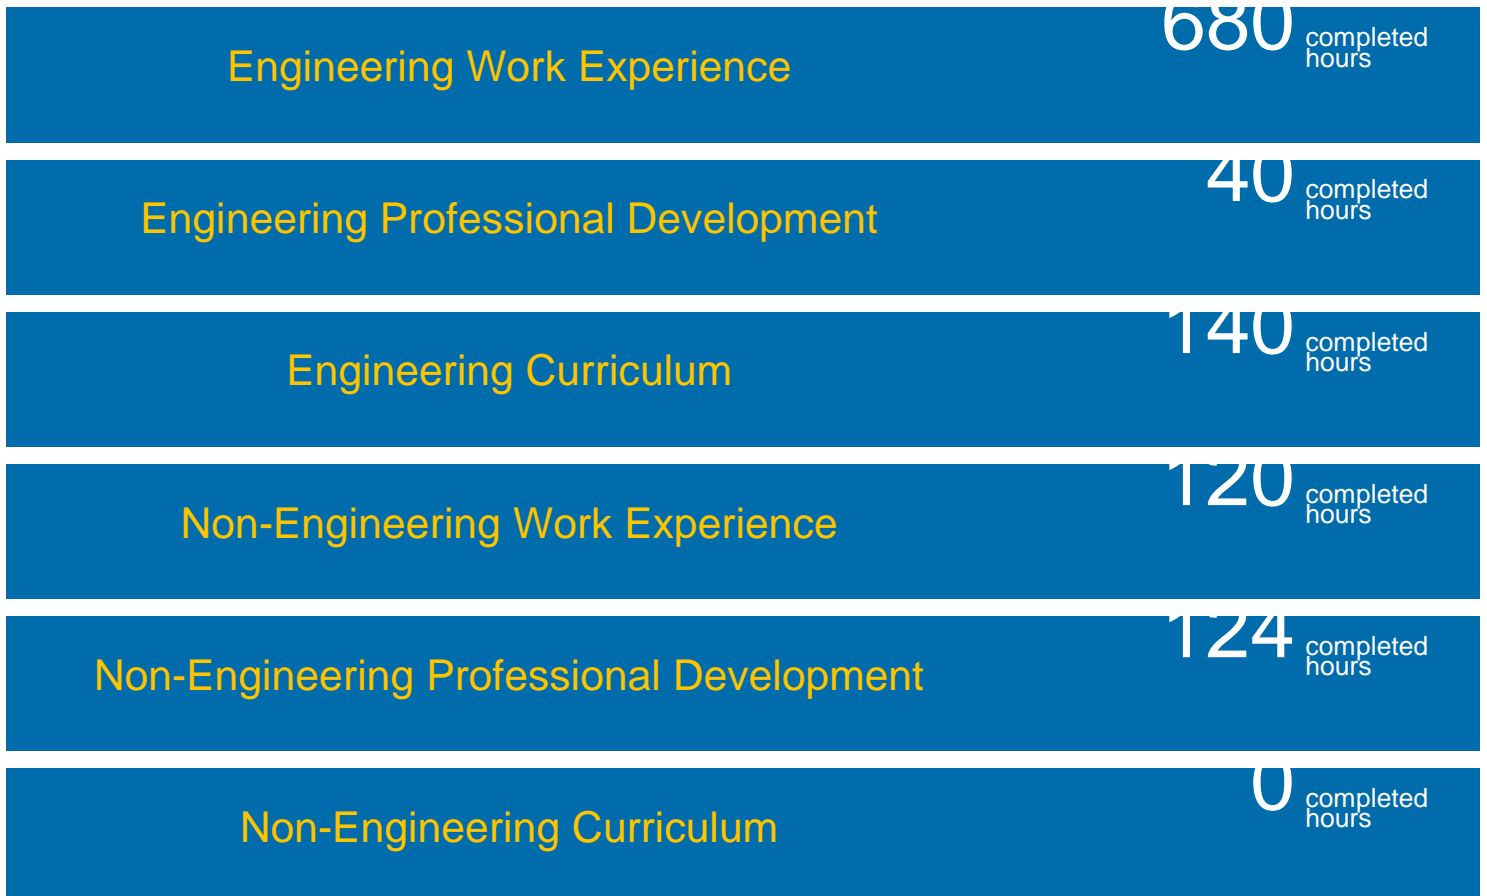 Engineering Work Experience
680 completed hours
Engineering Professional Development
40 completed hours
Engineering Curriculum
140 completed hours
Non-Engineering Work Experience
120 completed hours
Non-Engineering Professional Development
124 completed hours
Non-Engineering Curriculum
0 completed hours